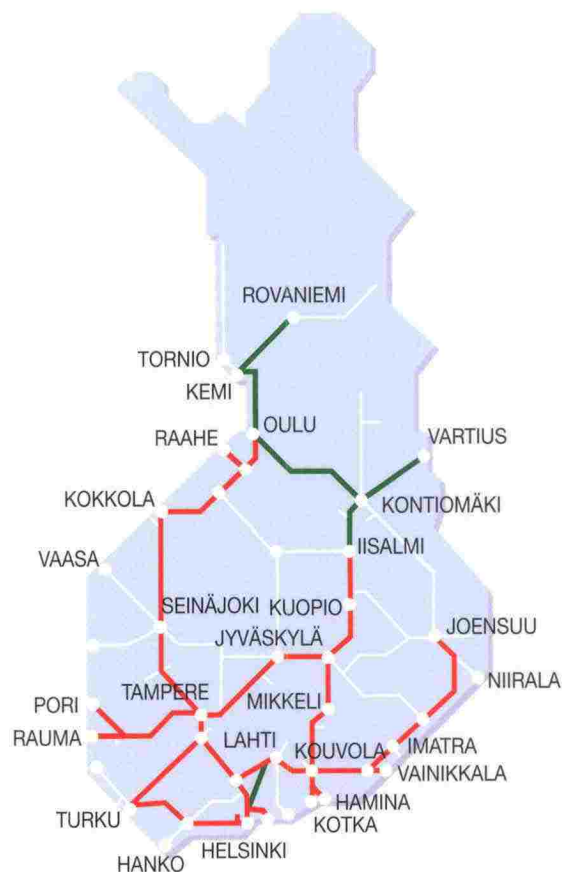 ROVANIEMI
TORNIO
KEMI
OULU
RAAHE
VARTIUS
KOKKOLA
KONTIOMÄKI
IISALMI
VAASA
SEINÄJOKI
KUOPIO
JOENSUU
JYVÄSKYLÄ
NIIRALA
TAMPERE
MIKKELI
PORI
RAUMA
LAHTI
KOUVOLA
IMATRA
VAINIKKALA
HAMINA
TURKU
KOTKA
HELSINKI
HANKO